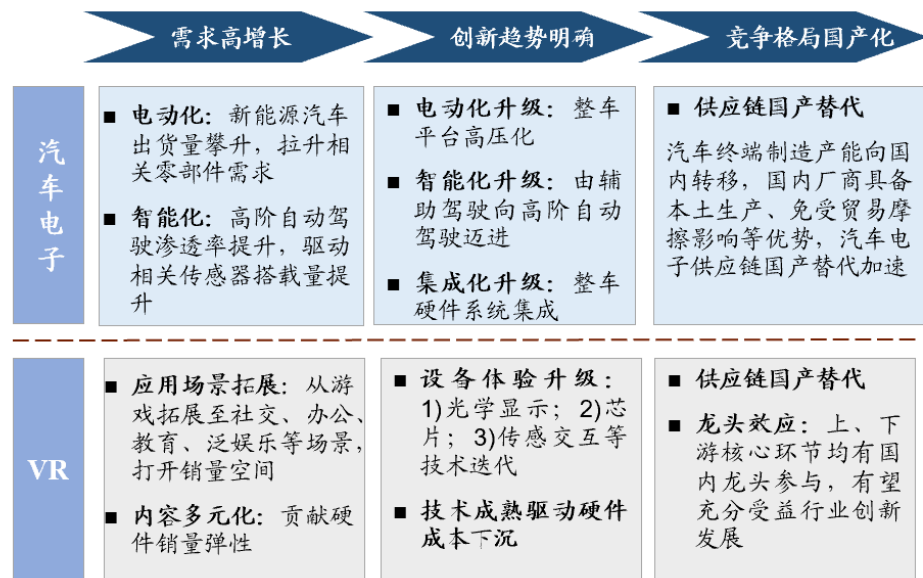 需求高增长
创新趋势明确
竞争格局国产化
汽车电子
■ 电动化：新能源汽车
出货量攀升，拉升相
关零部件需求
■ 智能化：高阶自动驾
驶渗透率提升，驱动
相关传感器搭载量提
升
■ 电动化升级：整车
平台高压化
■ 智能化升级：由辅
助驾驶向高阶自动
驾驶迈进
■ 集成化升级：整车
硬件系统集成
■ 供应链国产替代
汽车终端制造产能向国
内转移，国内厂商具备
本土生产、免受贸易摩
擦影响等优势，汽车电
子供应链国产替代加速
VR
■ 应用场景拓展：从游
戏拓展至社交、办公、
教育、泛娱乐等场景，
打开销量空间
■ 内容多元化：贡献硬
件销量弹性
■ 设备体验升级：
1)光学显示；2)芯
片；3)传感交互等
技术迭代
■ 技术成熟驱动硬件
成本下沉
■ 供应链国产替代
■ 龙头效应：上、下
游核心环节均有国
内龙头参与，有望
充分受益行业创新
发展